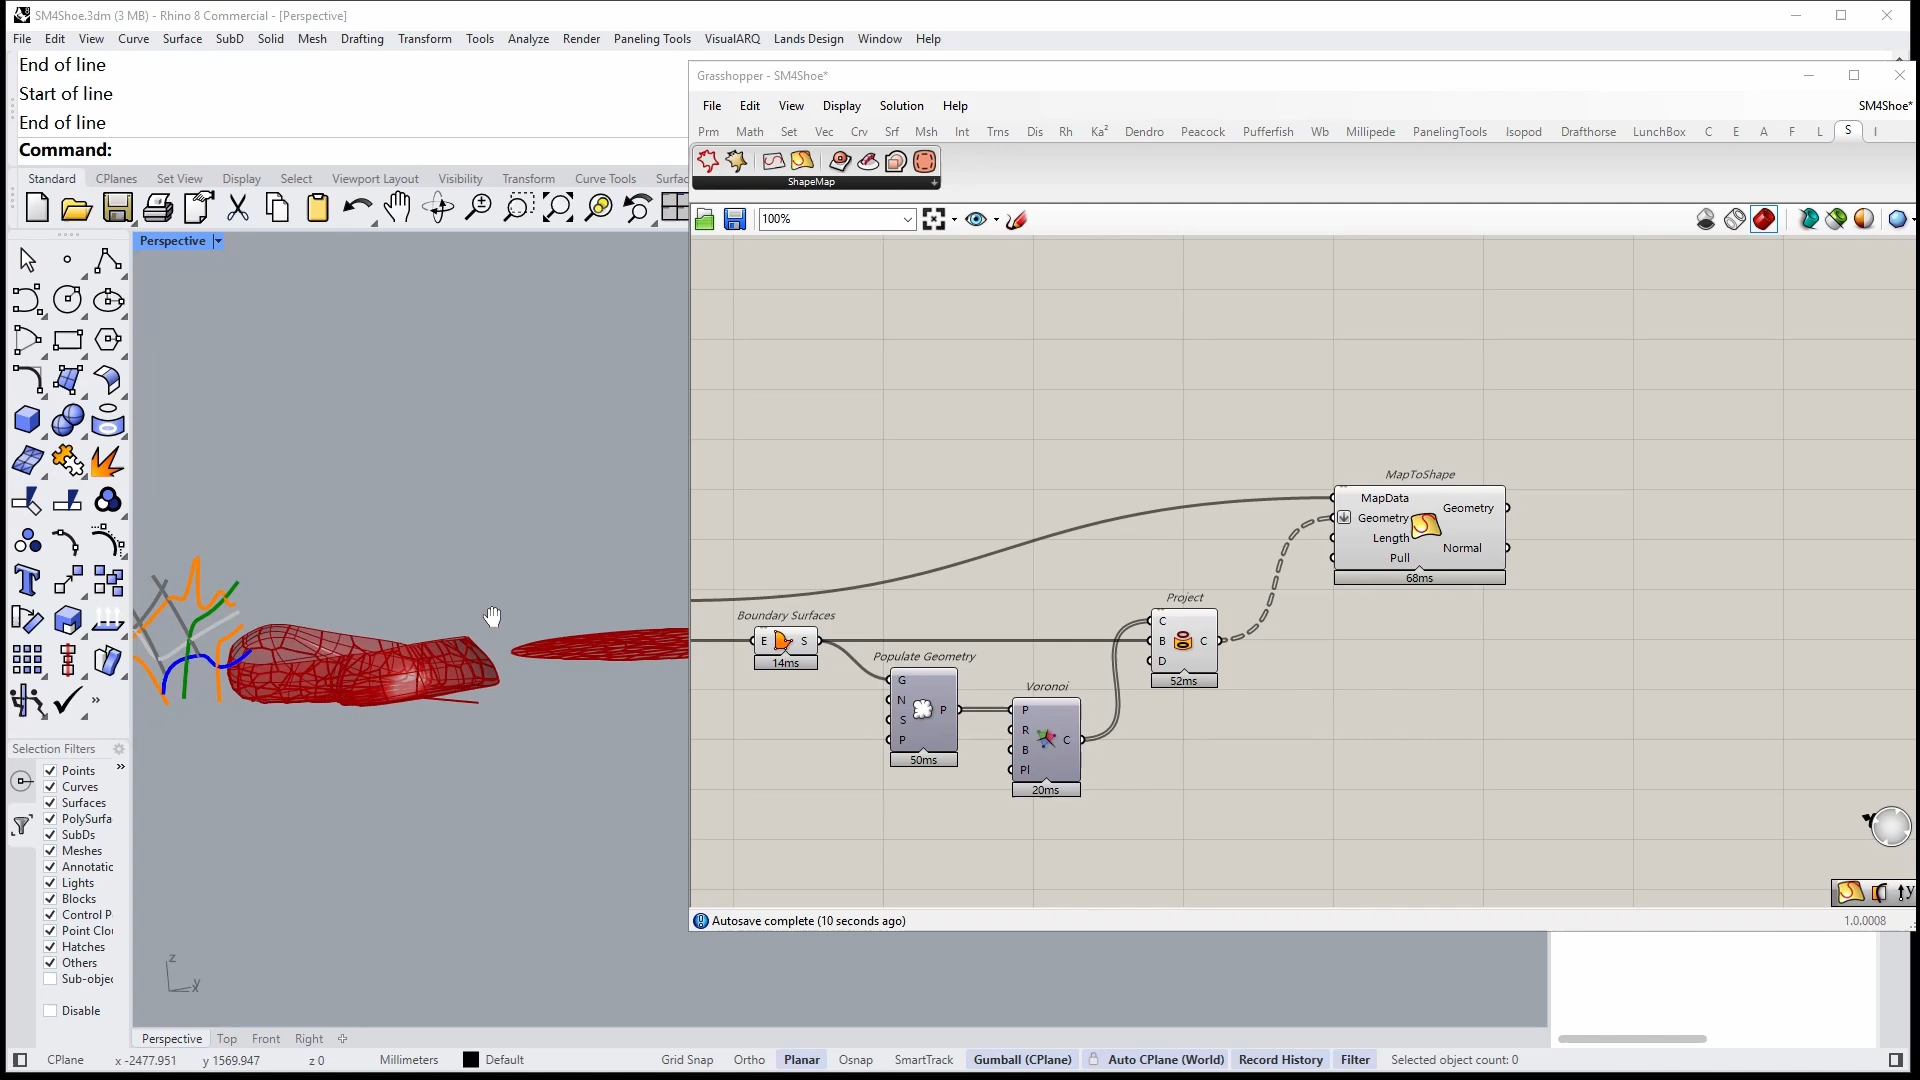 SM4Shoe.3dm (3 MB) - Rhino 8 Commercial - [Perspective]
File Edit View Curve Surface SubD Solid Mesh Drafting Transform Tools Analyze Render Paneling Tools VisualARQ Lands Design Window Help
End of line
Start of line
End of line
Command:
Standard CPlanes Set View Display Select Viewport Layout Visibility Transform Curve Tools Surfac
Perspective
Grasshopper - SM4Shoe*
File Edit View Display Solution Help SM4Shoe*
Prm Math Set Vec Crv Srf Msh Int Trns Dis Rh Ka² Dendro Peacock Pufferfish Wb Millipede PanelingTools Isopod Drafthorse LunchBox C E A F L S I
ShapeMap
100%
MapToShape
MapData
Geometry
Length
Pull
Geometry
Normal
68ms
Project
C
B
D
C
52ms
Boundary Surfaces
E S
14ms
Populate Geometry
G
N
S
P
P
50ms
Voronoi
P
R
B
Pl
C
20ms
Autosave complete (10 seconds ago)
1.0.0008
Selection Filters
Points
Curves
Surfaces
PolySurfa
SubDs
Meshes
Annotatic
Lights
Blocks
Control P
Point Clou
Hatches
Others
Sub-objec
Disable
z
y
Perspective Top Front Right
CPlane x -2477.951 y 1569.947 z 0 Millimeters Default Grid Snap Ortho Planar Osnap SmartTrack Gumball (CPlane) Auto CPlane (World) Record History Filter Selected object count: 0